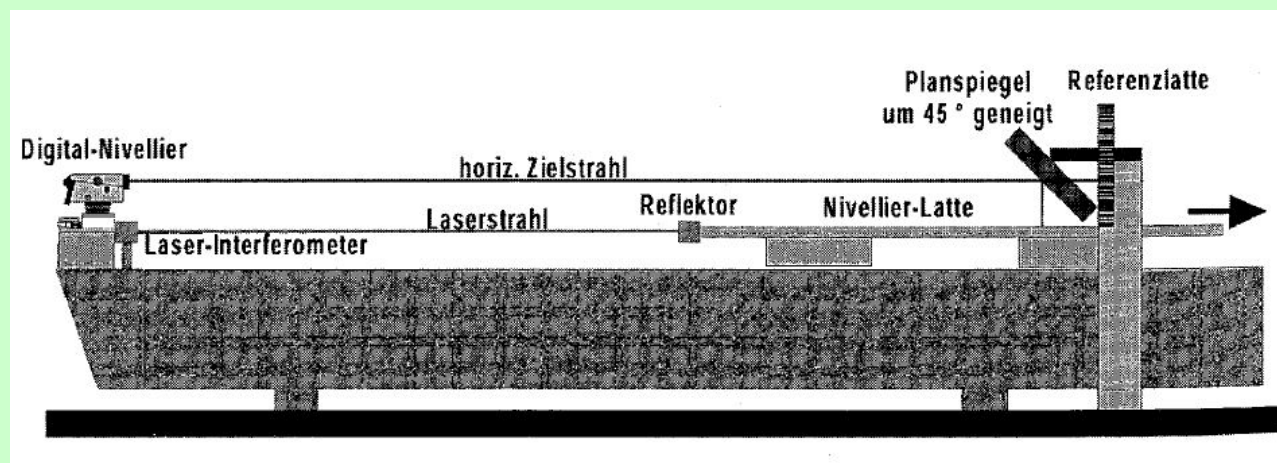 Planspiegel
um 45 ° geneigt
Referenzlatte
Digital-Nivellier
horiz. Zielstrahl
Laserstrahl
Reflektor
Nivellier-Latte
Laser-Interferometer